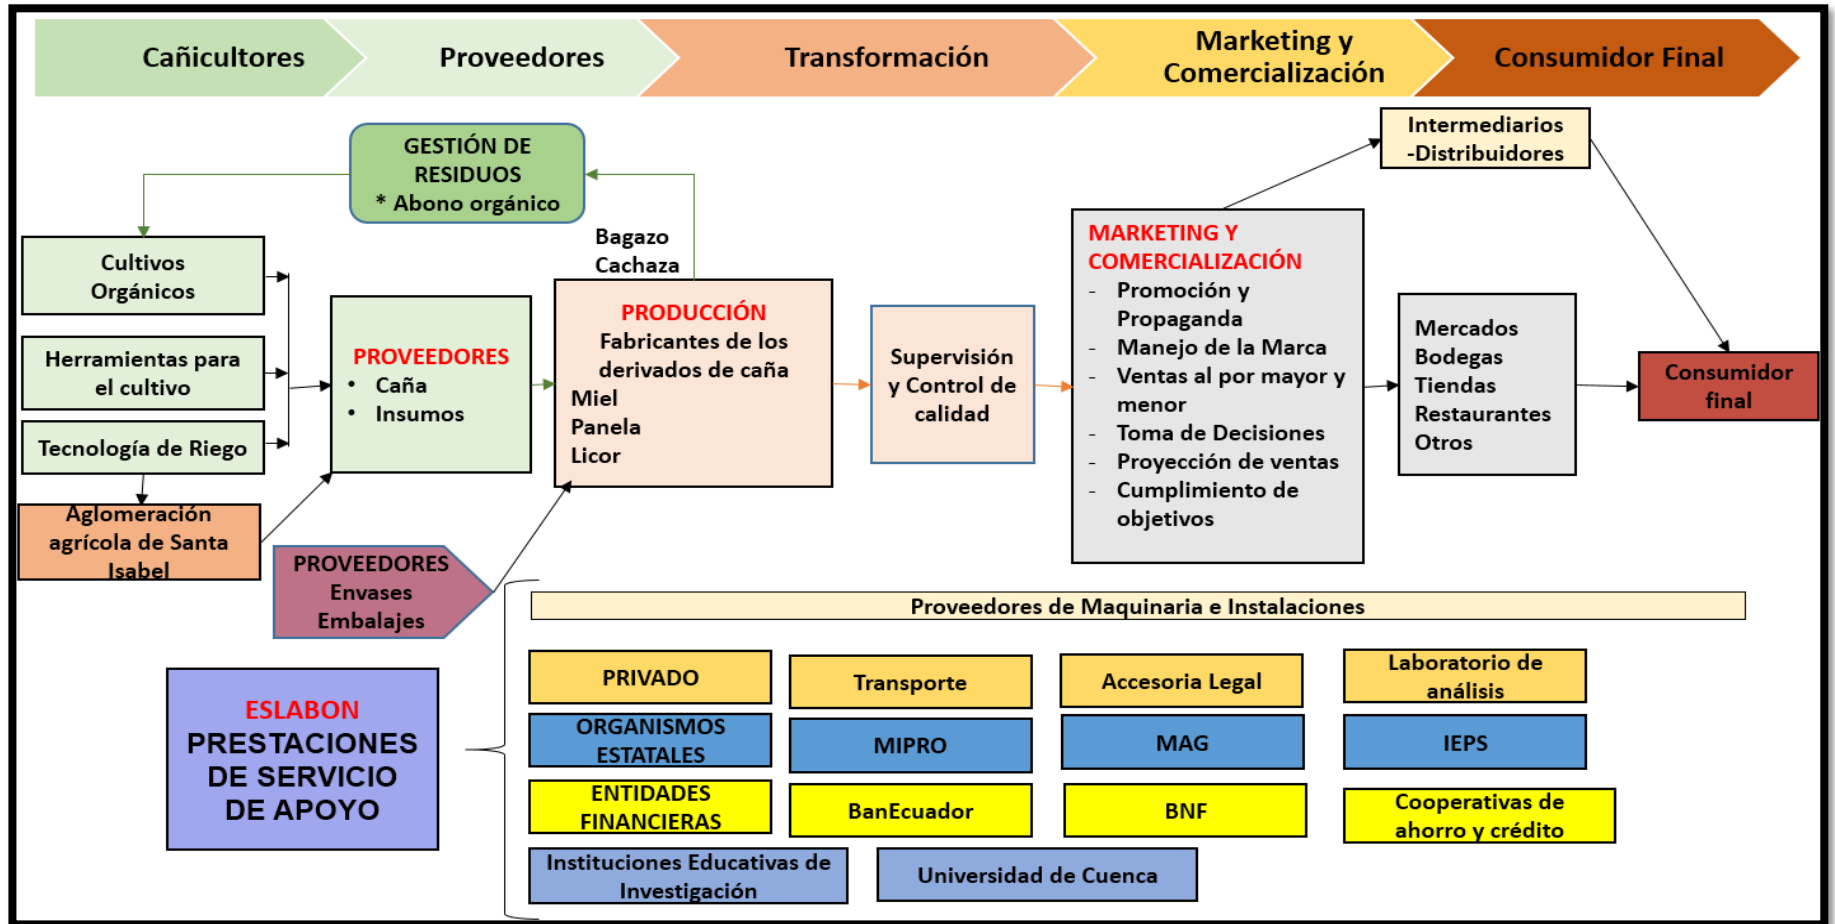 Cañicultores
Proveedores
Transformación
Marketing y
Comercialización
Consumidor Final
GESTIÓN DE
RESIDUOS
* Abono orgánico
Bagazo
Cachaza
Cultivos
Orgánicos
Herramientas para
el cultivo
Tecnología de Riego
Aglomeración
agrícola de Santa
Isabel
PROVEEDORES
• Caña
• Insumos
PROVEEDORES
Envases
Embalajes
PRODUCCIÓN
Fabricantes de los
derivados de caña
Miel
Panela
Licor
Supervisión
y Control de
calidad
MARKETING Y
COMERCIALIZACIÓN
- Promoción y
Propaganda
- Manejo de la Marca
- Ventas al por mayor y
menor
- Toma de Decisiones
- Proyección de ventas
- Cumplimiento de
objetivos
Intermediarios
-Distribuidores
Mercados
Bodegas
Tiendas
Restaurantes
Otros
Consumidor
final
ESLABON
PRESTACIONES
DE SERVICIO
DE APOYO
Proveedores de Maquinaria e Instalaciones
PRIVADO
Transporte
Accesoria Legal
Laboratorio de
análisis
ORGANISMOS
ESTATALES
MIPRO
MAG
IEPS
ENTIDADES
FINANCIERAS
BanEcuador
BNF
Cooperativas de
ahorro y crédito
Instituciones Educativas de
Investigación
Universidad de Cuenca